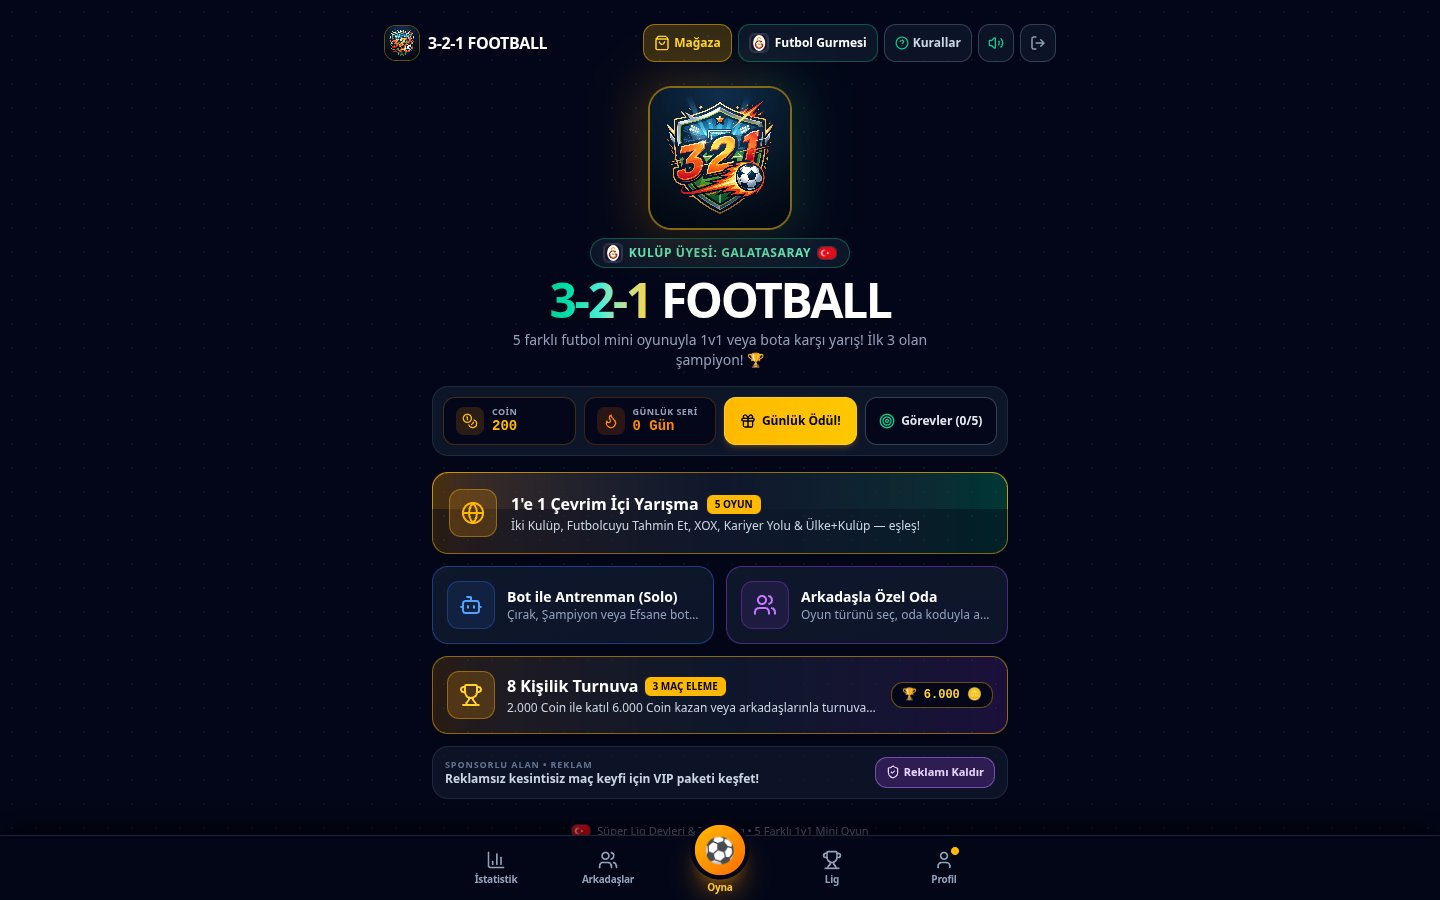 3-2-1 FOOTBALL
Mağaza
Futbol Gurmesi
Kurallar
321
KULÜP ÜYESİ: GALATASARAY
3-2-1 FOOTBALL
5 farklı futbol mini oyunuyla 1v1 veya bota karşı yarış! İlk 3 olan
şampiyon! 🏆
COİN
200
GÜNLÜK SERİ
0 Gün
Günlük Ödül!
Görevler (0/5)
1'e 1 Çevrim İçi Yarışma
5 OYUN
İki Kulüp, Futbolcuyu Tahmin Et, XOX, Kariyer Yolu & Ülke+Kulüp — eşleş!
Bot ile Antrenman (Solo)
Çırak, Şampiyon veya Efsane bot...
Arkadaşla Özel Oda
Oyun türünü seç, oda koduyla a...
8 Kişilik Turnuva
3 MAÇ ELEME
2.000 Coin ile katıl 6.000 Coin kazan veya arkadaşlarınla turnuva...
🏆 6.000 🪙
SPONSORLU ALAN • REKLAM
Reklamsız kesintisiz maç keyfi için VIP paketi keşfet!
Reklamı Kaldır
Süper Lig Devleri & • 5 Farklı 1v1 Mini Oyun
İstatistik
Arkadaşlar
Oyna
Lig
Profil